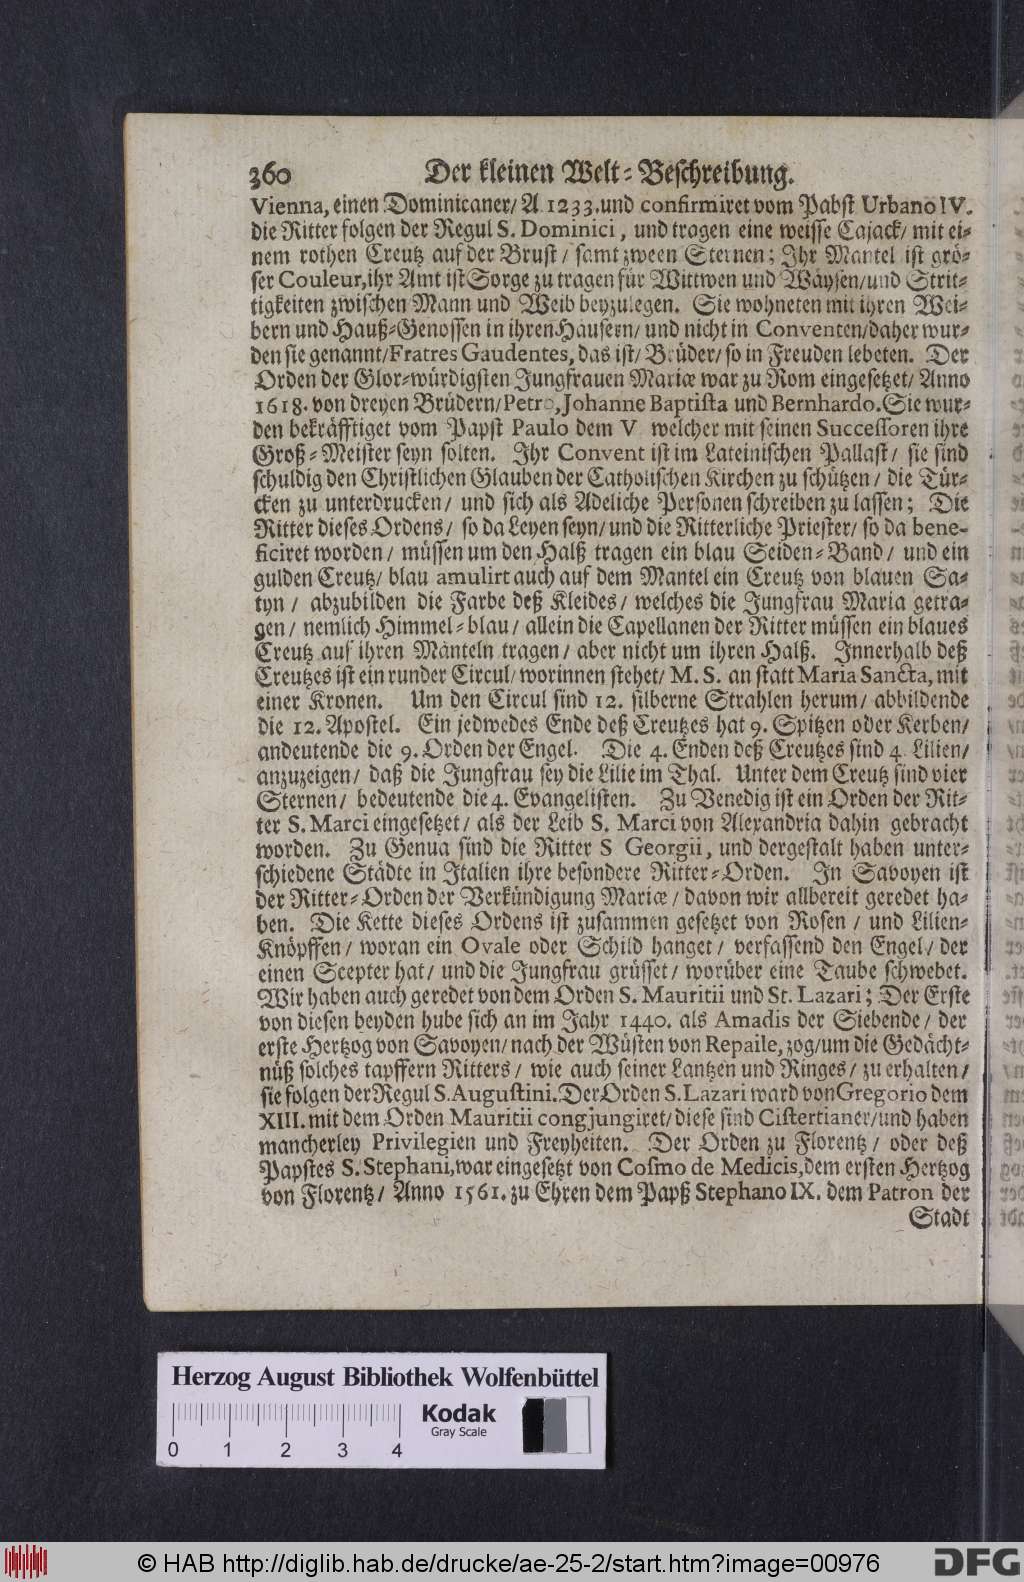 360 Der kleinen Welt-Beschreibung.
Vienna, einen Dominicaner/ A 1233. und confirmiret vom Pabst Urbano IV.
die Ritter folgen der Regul S. Dominici, und tragen eine weisse Cajack/ mit ei-
nem rothen Creutz auf der Brust/ samt zween Sternen; Ihr Mantel ist grö-
ser Couleur, ihr Amt ist Sorge zu tragen für Wittwen und Wäysen/ und Strit-
tigkeiten zwischen Mann und Weib beyzulegen. Sie wohneten mit ihren Wei-
bern und Hauß-Genossen in ihren Häusern/ und nicht in Conventen/ daher wur-
den sie genannt/ Fratres Gaudentes, das ist/ Brüder/ so in Freuden lebeten. Der
Orden der Glor-würdigsten Jungfrauen Mariæ war zu Rom eingesetzet/ Anno
1618. von dreyen Brüdern/ Petro, Johanne Baptista und Bernhardo. Sie wur-
den bekräfftiget vom Papst Paulo dem V welcher mit seinen Successoren ihre
Groß-Meister seyn solten. Ihr Convent ist im Lateinischen Pallast/ sie sind
schuldig den Christlichen Glauben der Catholischen Kirchen zu schützen/ die Tür-
cken zu unterdrucken/ und sich als Adeliche Personen schreiben zu lassen; Die
Ritter dieses Ordens/ so da Leyen seyn/ und die Ritterliche Priester/ so da bene-
ficiret worden/ müssen um den Halß tragen ein blau Seiden-Band/ und ein
gulden Creutz/ blau amulirt auch auf dem Mantel ein Creutz von blauen Sa-
tyn/ abzubilden die Farbe deß Kleides/ welches die Jungfrau Maria getra-
gen/ nemlich Himmel-blau/ allein die Capellanen der Ritter müssen ein blaues
Creutz auf ihren Mänteln tragen/ aber nicht um ihren Halß. Innerhalb deß
Creutzes ist ein runder Circul/ worinnen stehet/ M. S. an statt Maria Sancta, mit
einer Kronen. Um den Circul sind 12. silberne Strahlen herum/ abbildende
die 12. Apostel. Ein jedwedes Ende deß Creutzes hat 9. Spitzen oder Kerben/
andeutende die 9. Orden der Engel. Die 4. Enden deß Creutzes sind 4 Lilien/
anzuzeigen/ daß die Jungfrau sey die Lilie im Thal. Unter dem Creutz sind vier
Sternen/ bedeutende die 4. Evangelisten. Zu Venedig ist ein Orden der Rit-
ter S. Marci eingesetzet/ als der Leib S. Marci von Alexandria dahin gebracht
worden. Zu Genua sind die Ritter S Georgii, und dergestalt haben unter-
schiedene Städte in Italien ihre besondere Ritter-Orden. In Savoyen ist
der Ritter-Orden der Verkündigung Mariæ/ davon wir allbereit geredet ha-
ben. Die Kette dieses Ordens ist zusammen gesetzet von Rosen/ und Lilien-
Knöpffen/ woran ein Ovale oder Schild hanget/ verfassend den Engel/ der
einen Scepter hat/ und die Jungfrau grüsset/ worüber eine Taube schwebet.
Wir haben auch geredet von dem Orden S. Mauritii und St. Lazari; Der Erste
von diesen beyden hube sich an im Jahr 1440. als Amadis der Siebende/ der
erste Hertzog von Savoyen/ nach der Wüsten von Repaile, zog/ um die Gedächt-
nüß solches tapffern Ritters/ wie auch seiner Lantzen und Ringes/ zu erhalten/
sie folgen der Regul S. Augustini. Der Orden S. Lazari ward von Gregorio dem
XIII. mit dem Orden Mauritii congjungiret/ diese sind Cistertianer/ und haben
mancherley Privilegien und Freyheiten. Der Orden zu Florentz/ oder deß
Papstes S. Stephani, war eingesetzt von Cosmo de Medicis, dem ersten Hertzog
von Florentz/ Anno 1561. zu Ehren dem Papß Stephano IX. dem Patron der
Stadt
Herzog August Bibliothek Wolfenbüttel
0 1 2 3 4
Kodak
Gray Scale
© HAB http://diglib.hab.de/drucke/ae-25-2/start.htm?image=00976
DFG